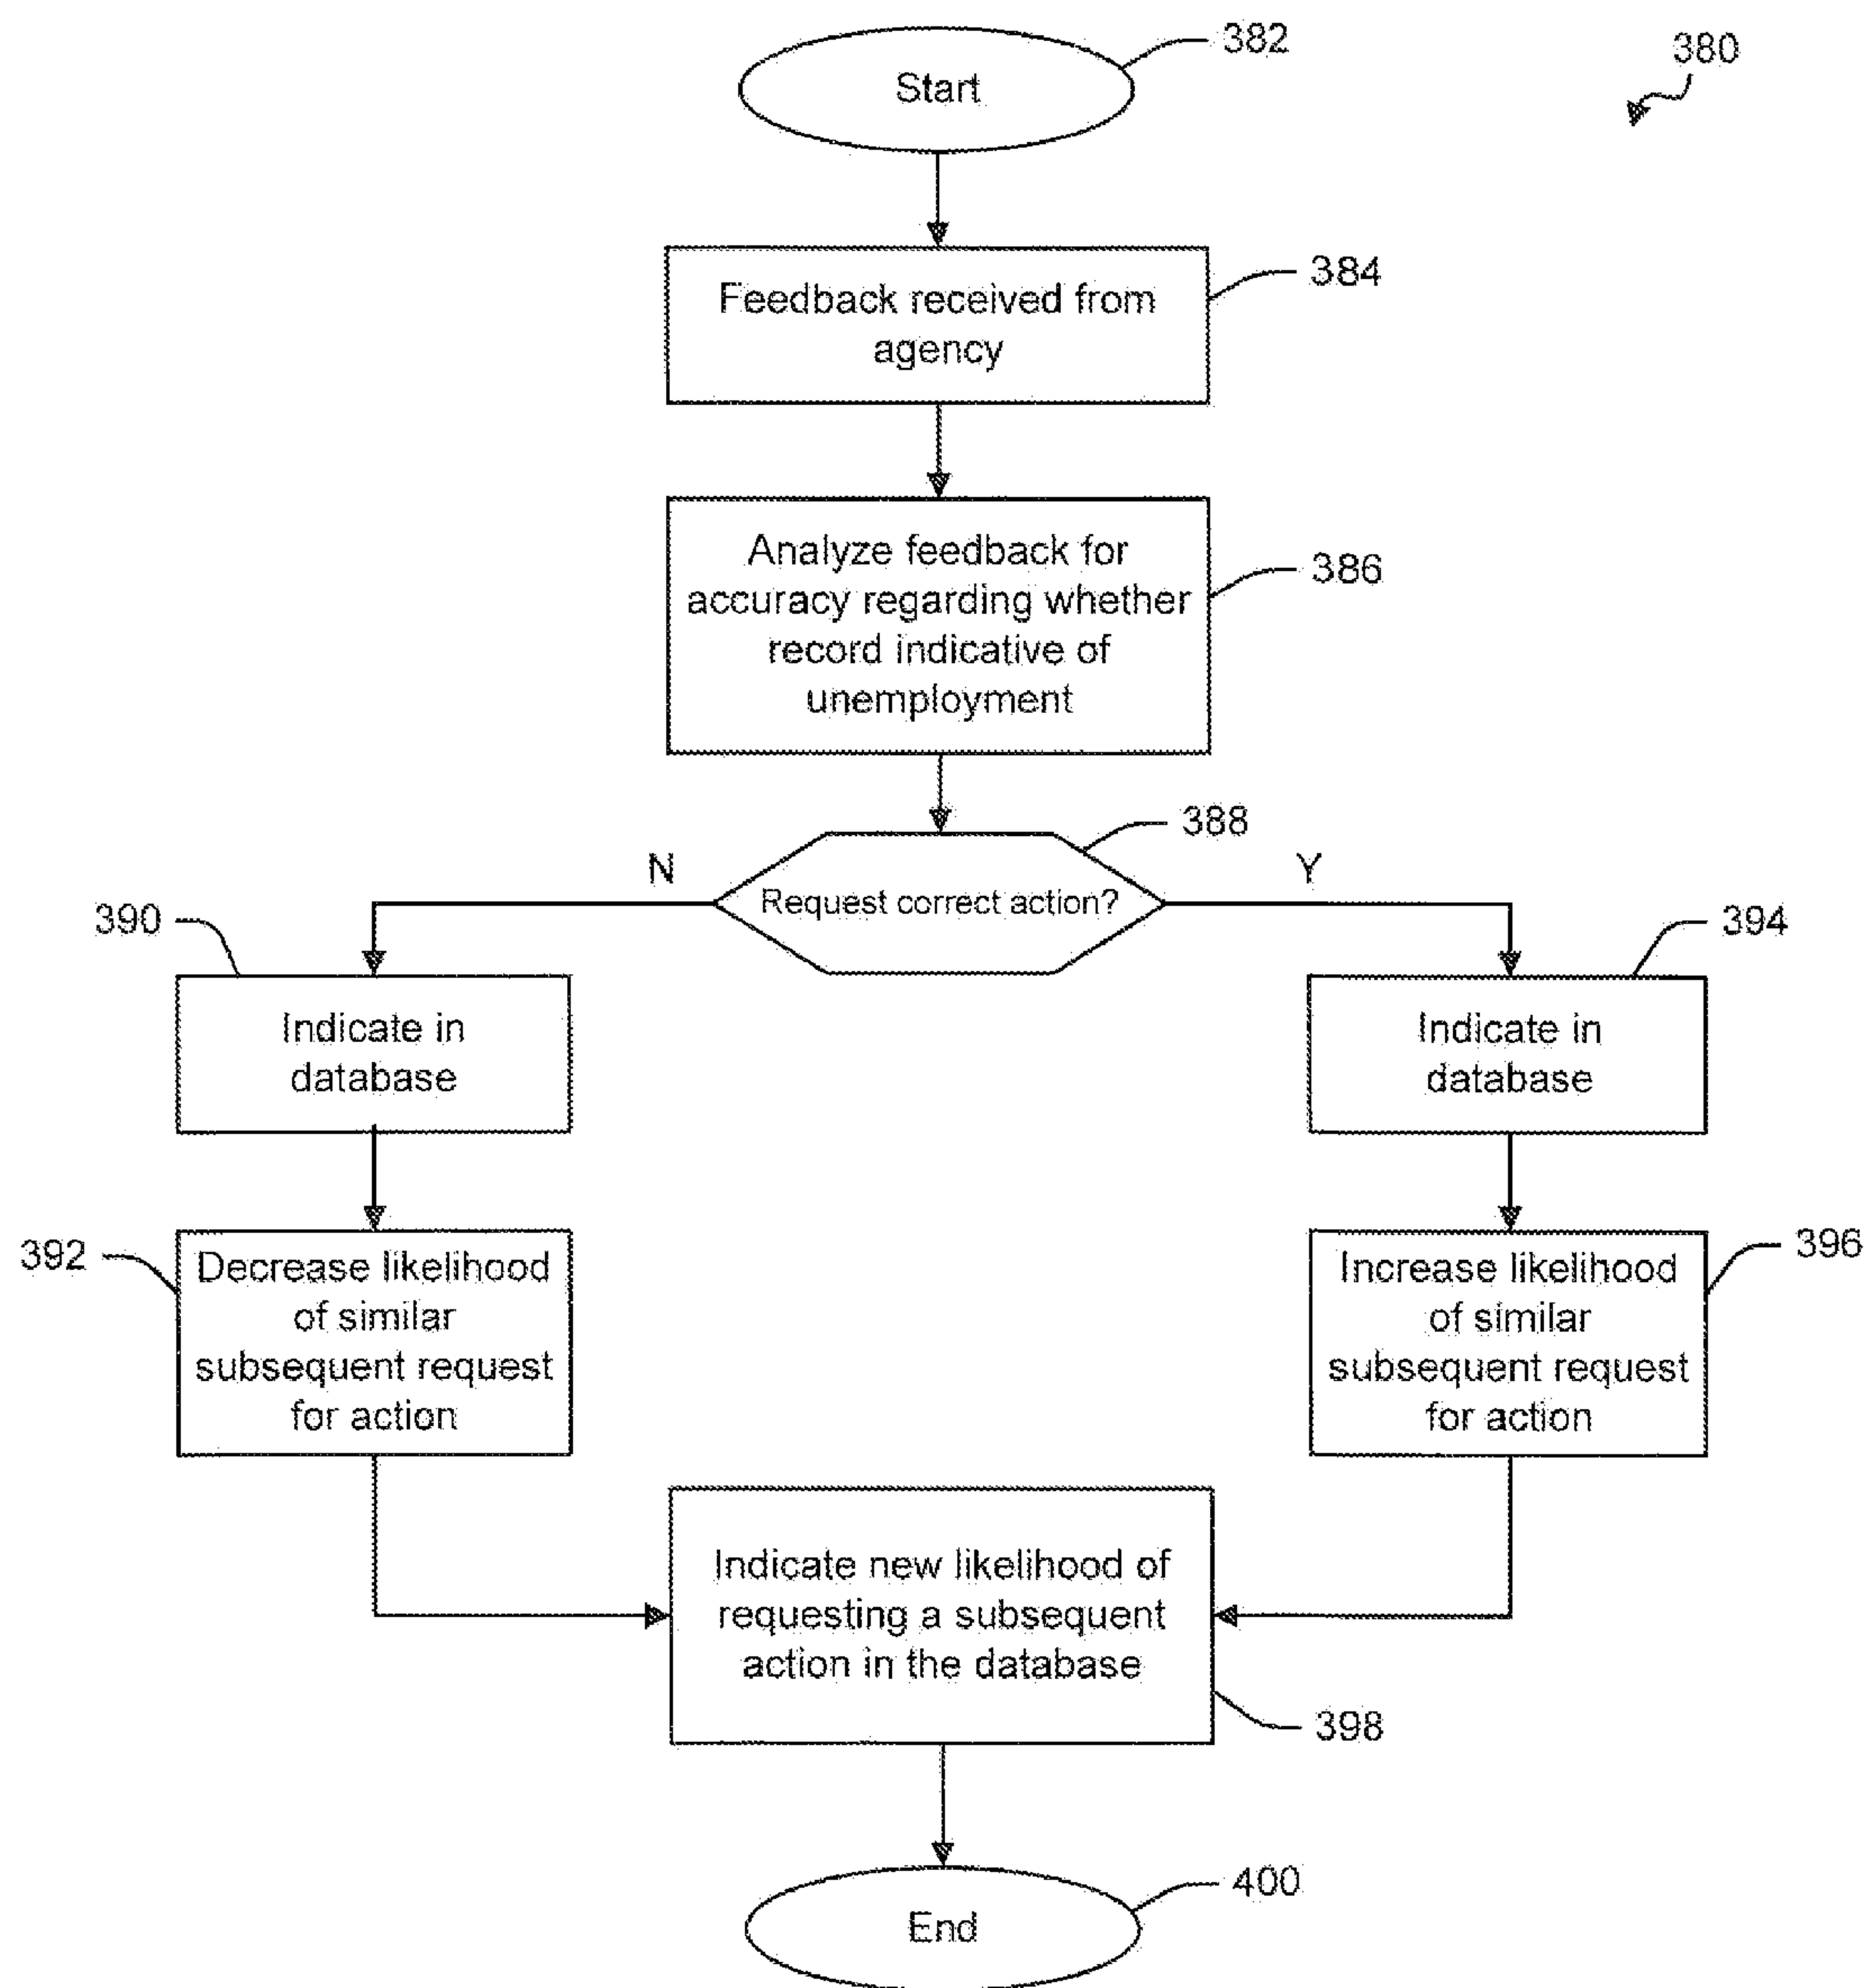 382
380
Start
384
Feedback received from
agency
386
Analyze feedback for
accuracy regarding whether
record indicative of
unemployment
388
N
Y
Request correct action?
390
394
Indicate in
database
Indicate in
database
392
396
Decrease likelihood
of similar
subsequent request
for action
Increase likelihood
of similar
subsequent request
for action
Indicate new likelihood of
requesting a subsequent
action in the database
398
400
End